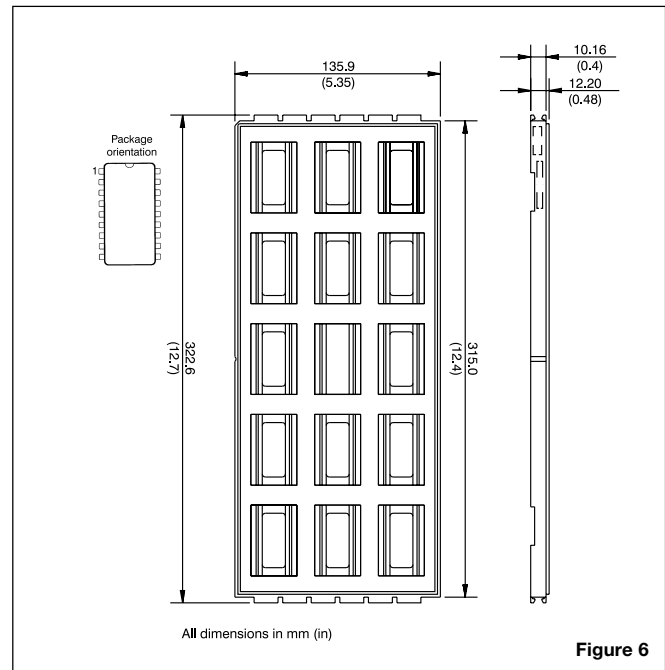 10.16
(0.4)
135.9
(5.35)
12.20
(0.48)
Package
orientation
1
322.6
(12.7)
315.0
(12.4)
All dimensions in mm (in)
Figure 6